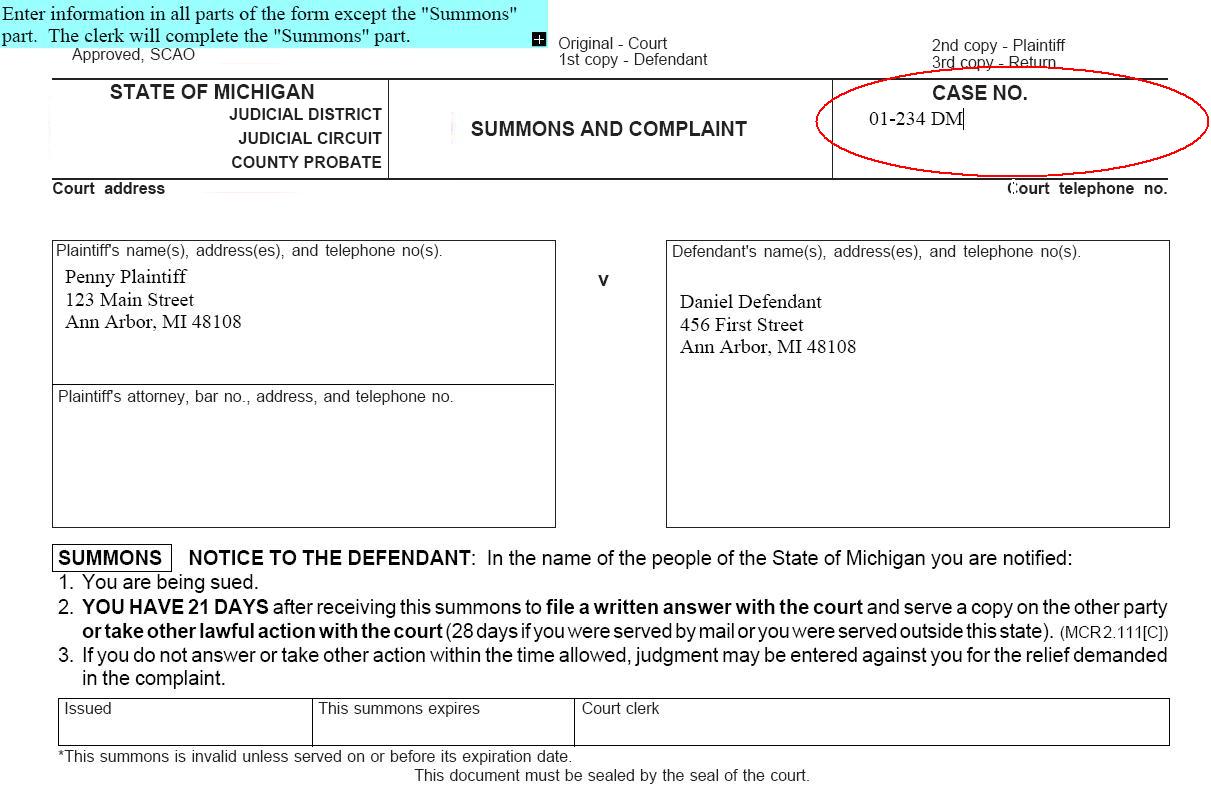 Enter information in all parts of the form except the "Summons"
part. The clerk will complete the "Summons" part.
Approved, SCAO
Original - Court
1st copy - Defendant
2nd copy - Plaintiff
3rd copy - Return
STATE OF MICHIGAN
JUDICIAL DISTRICT
JUDICIAL CIRCUIT
COUNTY PROBATE
SUMMONS AND COMPLAINT
CASE NO.
01-234 DM
Court address
Court telephone no.
Plaintiff's name(s), address(es), and telephone no(s).
Penny Plaintiff
123 Main Street
Ann Arbor, MI 48108
v
Defendant's name(s), address(es), and telephone no(s).
Daniel Defendant
456 First Street
Ann Arbor, MI 48108
Plaintiff's attorney, bar no., address, and telephone no.
SUMMONS NOTICE TO THE DEFENDANT: In the name of the people of the State of Michigan you are notified:
1. You are being sued.
2. YOU HAVE 21 DAYS after receiving this summons to file a written answer with the court and serve a copy on the other party
or take other lawful action with the court (28 days if you were served by mail or you were served outside this state). (MCR 2.111[C])
3. If you do not answer or take other action within the time allowed, judgment may be entered against you for the relief demanded
in the complaint.
Issued
This summons expires
Court clerk
*This summons is invalid unless served on or before its expiration date.
This document must be sealed by the seal of the court.